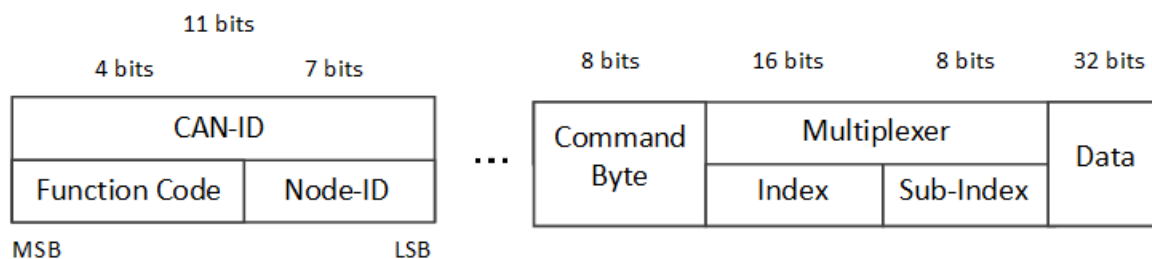 11 bits
4 bits 7 bits 8 bits 16 bits 8 bits 32 bits
CAN-ID
Function Code Node-ID
MSB LSB
...
Command
Byte
Multiplexer
Index Sub-Index
Data